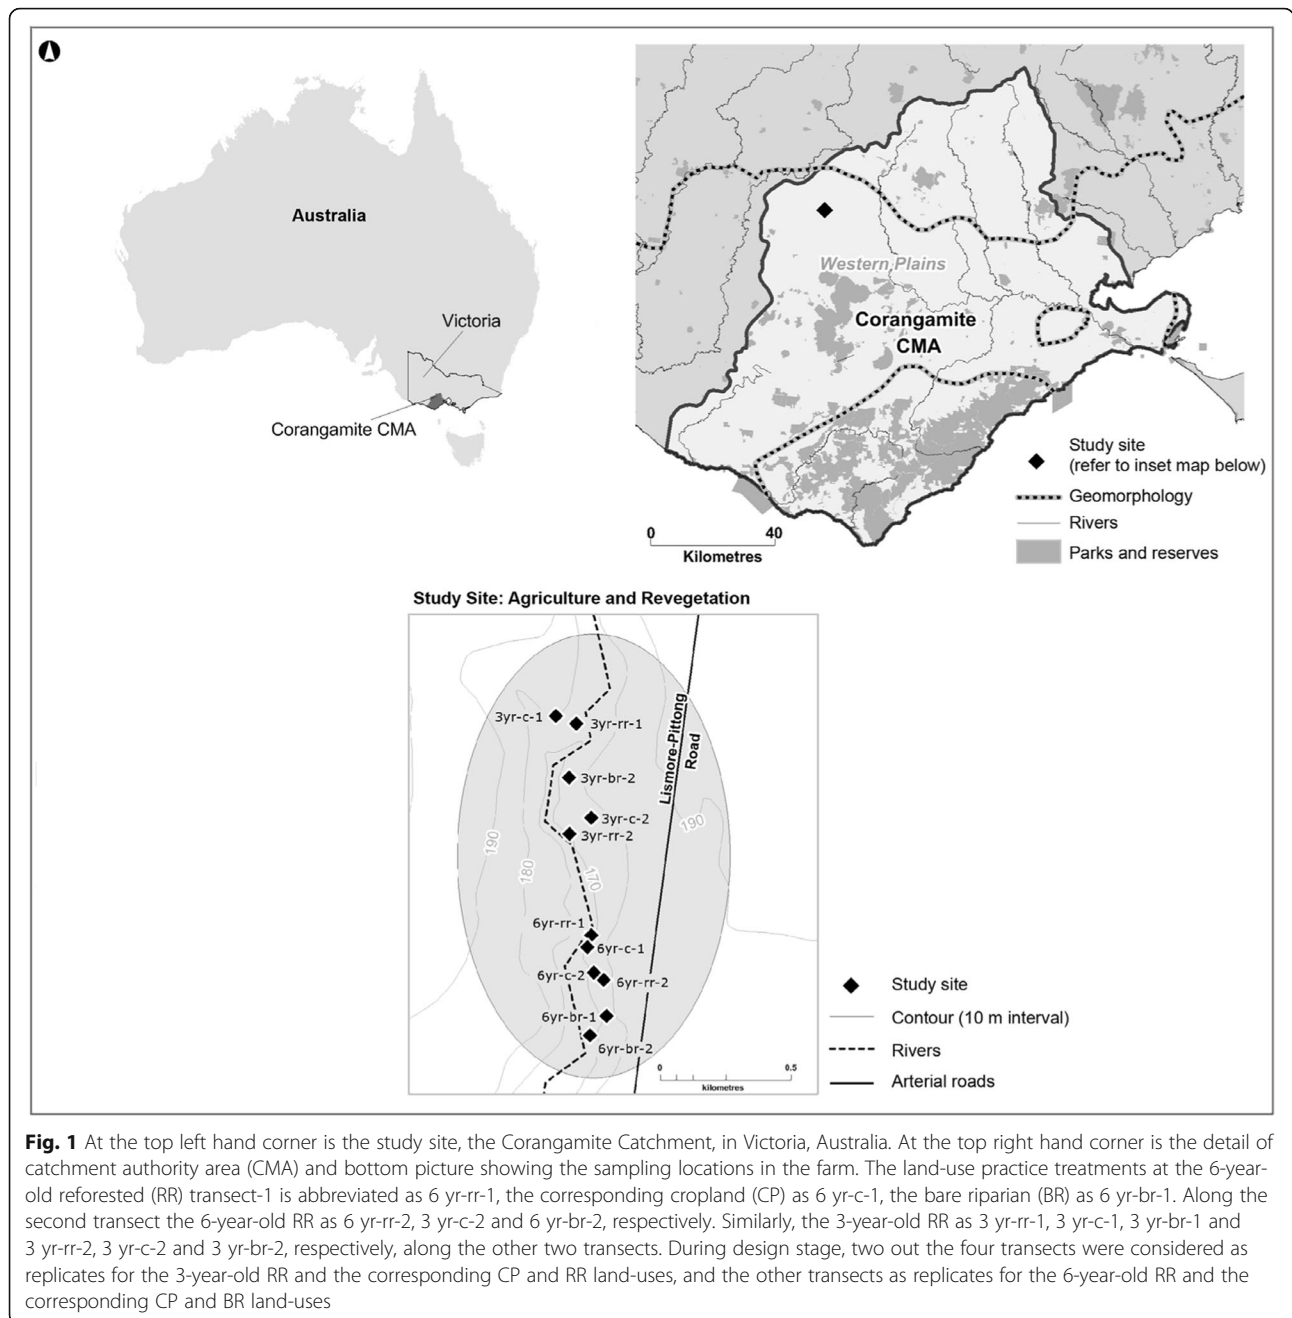 Australia
Victoria
Corangamite CMA
Western Plains
Corangamite
CMA
Study site
(refer to inset map below)
Geomorphology
Rivers
Parks and reserves
0 40
Kilometres
Study Site: Agriculture and Revegetation
3yr-c-1
3yr-rr-1
3yr-br-2
3yr-c-2
3yr-rr-2
Lismore-Pittong
Road
190
180
170
190
6yr-rr-1
6yr-c-1
6yr-c-2
6yr-rr-2
6yr-br-1
6yr-br-2
0 0.5
kilometres
Study site
Contour (10 m interval)
Rivers
Arterial roads
Fig. 1 At the top left hand corner is the study site, the Corangamite Catchment, in Victoria, Australia. At the top right hand corner is the detail of
catchment authority area (CMA) and bottom picture showing the sampling locations in the farm. The land-use practice treatments at the 6-year-
old reforested (RR) transect-1 is abbreviated as 6 yr-rr-1, the corresponding cropland (CP) as 6 yr-c-1, the bare riparian (BR) as 6 yr-br-1. Along the
second transect the 6-year-old RR as 6 yr-rr-2, 3 yr-c-2 and 6 yr-br-2, respectively. Similarly, the 3-year-old RR as 3 yr-rr-1, 3 yr-c-1, 3 yr-br-1 and
3 yr-rr-2, 3 yr-c-2 and 3 yr-br-2, respectively, along the other two transects. During design stage, two out the four transects were considered as
replicates for the 3-year-old RR and the corresponding CP and RR land-uses, and the other transects as replicates for the 6-year-old RR and the
corresponding CP and BR land-uses